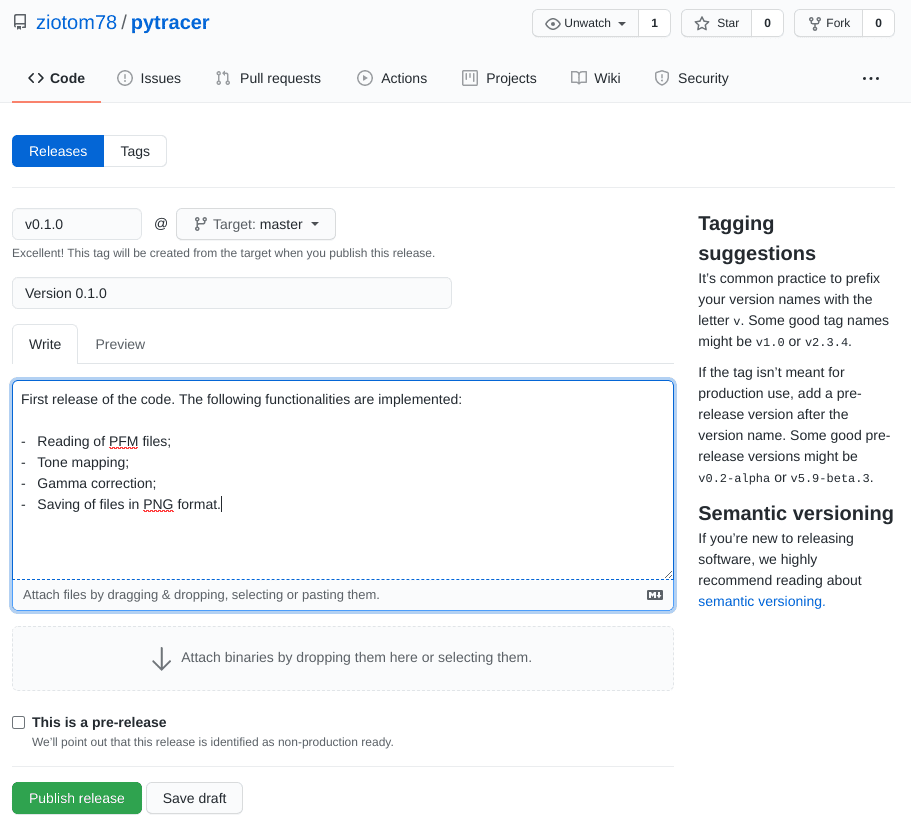 ziotom78 / pytracer
Unwatch 1 Star 0 Fork 0
Code Issues Pull requests Actions Projects Wiki Security ...
Releases Tags
v0.1.0 @ Target: master
Excellent! This tag will be created from the target when you publish this release.
Version 0.1.0
Write Preview
First release of the code. The following functionalities are implemented:
- Reading of PFM files;
- Tone mapping;
- Gamma correction;
- Saving of files in PNG format.
Attach files by dragging & dropping, selecting or pasting them.
Attach binaries by dropping them here or selecting them.
This is a pre-release
We'll point out that this release is identified as non-production ready.
Publish release Save draft
Tagging
suggestions
It's common practice to prefix
your version names with the
letter v. Some good tag names
might be v1.0 or v2.3.4.
If the tag isn't meant for
production use, add a pre-
release version after the
version name. Some good pre-
release versions might be
v0.2-alpha or v5.9-beta.3.
Semantic versioning
If you're new to releasing
software, we highly
recommend reading about
semantic versioning.